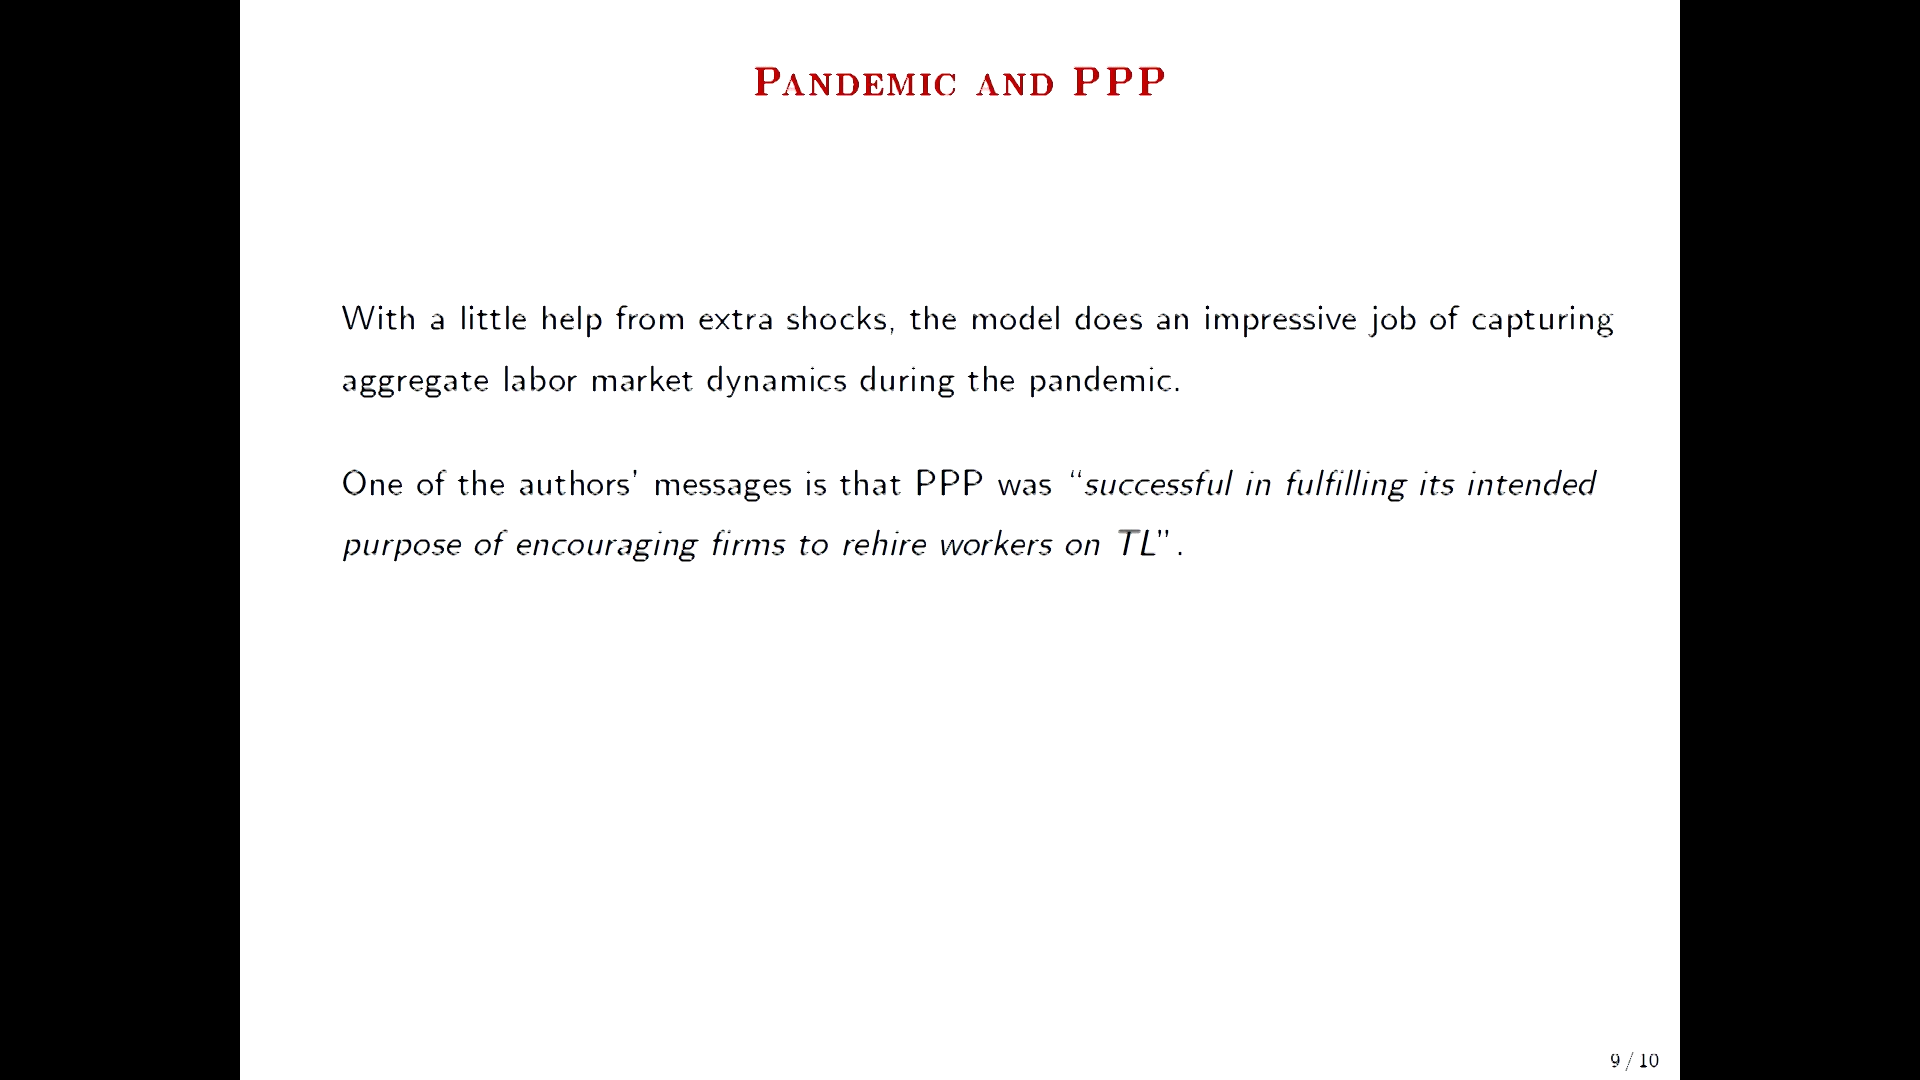 PANDEMIC AND PPP
With a little help from extra shocks, the model does an impressive job of capturing
aggregate labor market dynamics during the pandemic.
One of the authors' messages is that PPP was “successful in fulfilling its intended
purpose of encouraging firms to rehire workers on TL”.
9 / 10